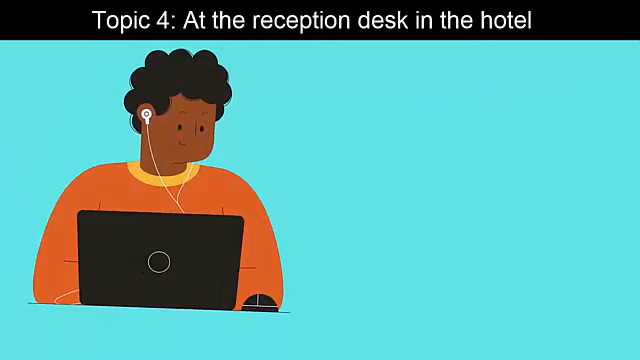 Topic 4: At the reception desk in the hotel